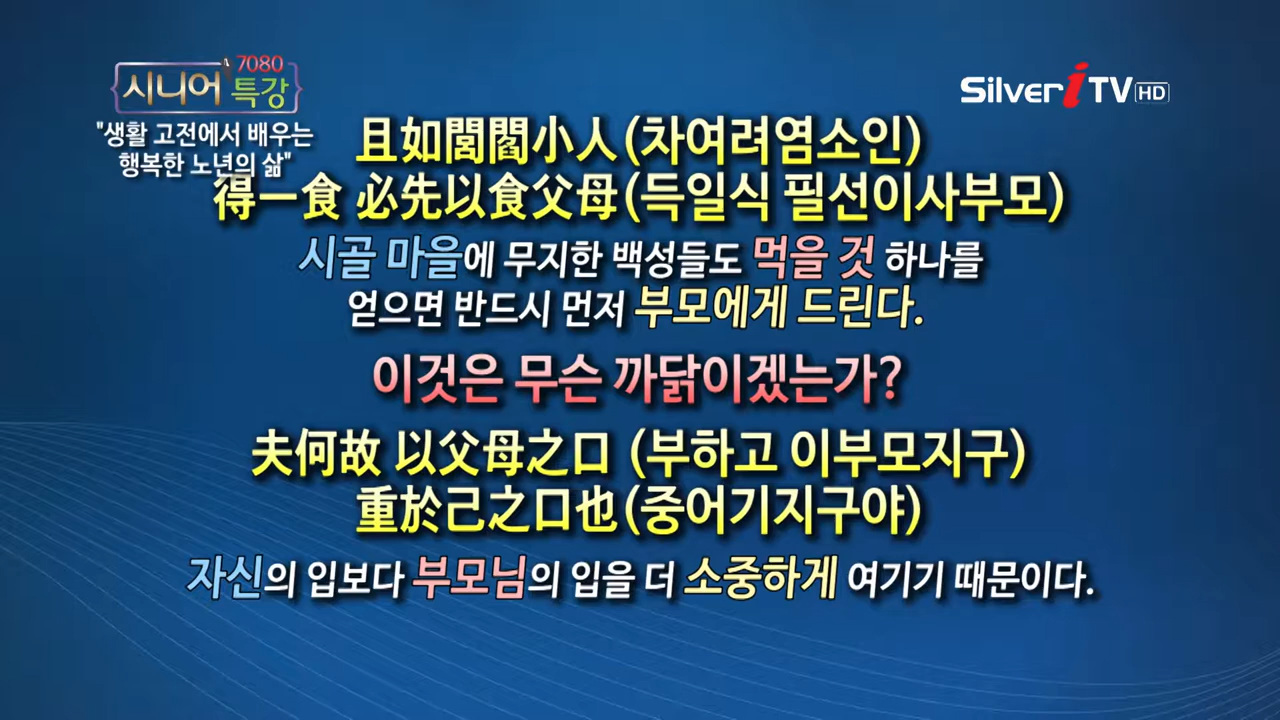 7080
시니어 특강
"생활 고전에서 배우는
행복한 노년의 삶"
Silver i TV HD
且如閭閻小人(차여려염소인)
得一食 必先以食父母(득일식 필선이사부모)
시골 마을에 무지한 백성들도 먹을 것 하나를
얻으면 반드시 먼저 부모에게 드린다.
이것은 무슨 까닭이겠는가?
夫何故 以父母之口 (부하고 이부모지구)
重於己之口也(중어기지구야)
자신의 입보다 부모님의 입을 더 소중하게 여기기 때문이다.